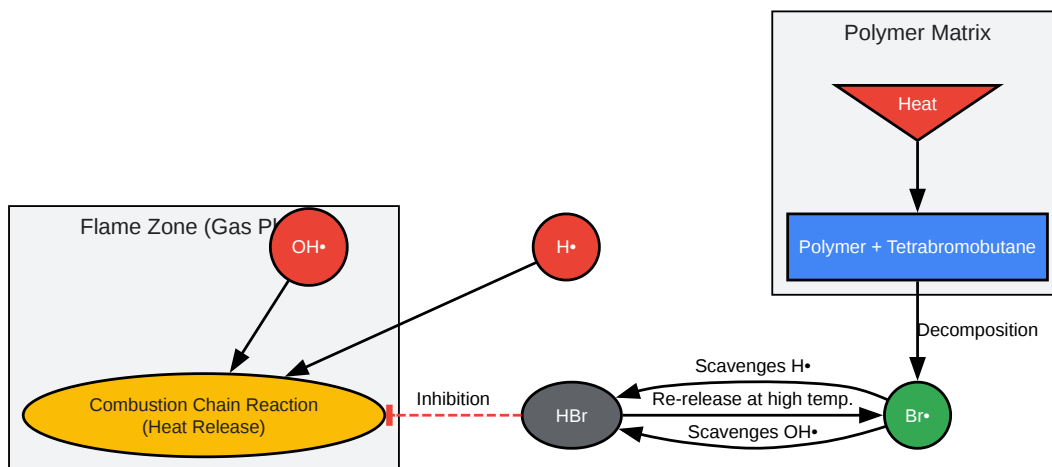 Polymer Matrix
Heat
Flame Zone (Gas
OH•
H•
Polymer + Tetrabromobutane
Decomposition
Scavenges H•
Combustion Chain Reaction
(Heat Release)
Inhibition
HBr
Re-release at high temp.
Br•
Scavenges OH•